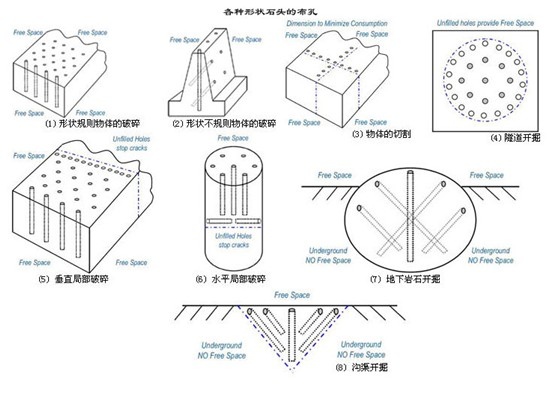 各种形状石头的布孔
Free Space
Free Space
Free Space
Free Space
(1) 形状规则物体的破碎
Free Space
Free Space
(2) 形状不规则物体的破碎
Dimension to Minimize Consumption
Free Space
Free Space
Free Space
Free Space
(3) 物体的切割
Unfilled holes provide Free Space
(4) 隧道开掘
Unfilled Holes
stop cracks
Free Space
Free Space
(5) 垂直局部破碎
Free Space
Unfilled Holes
stop cracks
(6) 水平局部破碎
Free Space
Underground
NO Free Space
Underground
NO Free Space
(7) 地下岩石开掘
Free Space
Underground
NO Free Space
Underground
NO Free Space
(8) 沟渠开掘